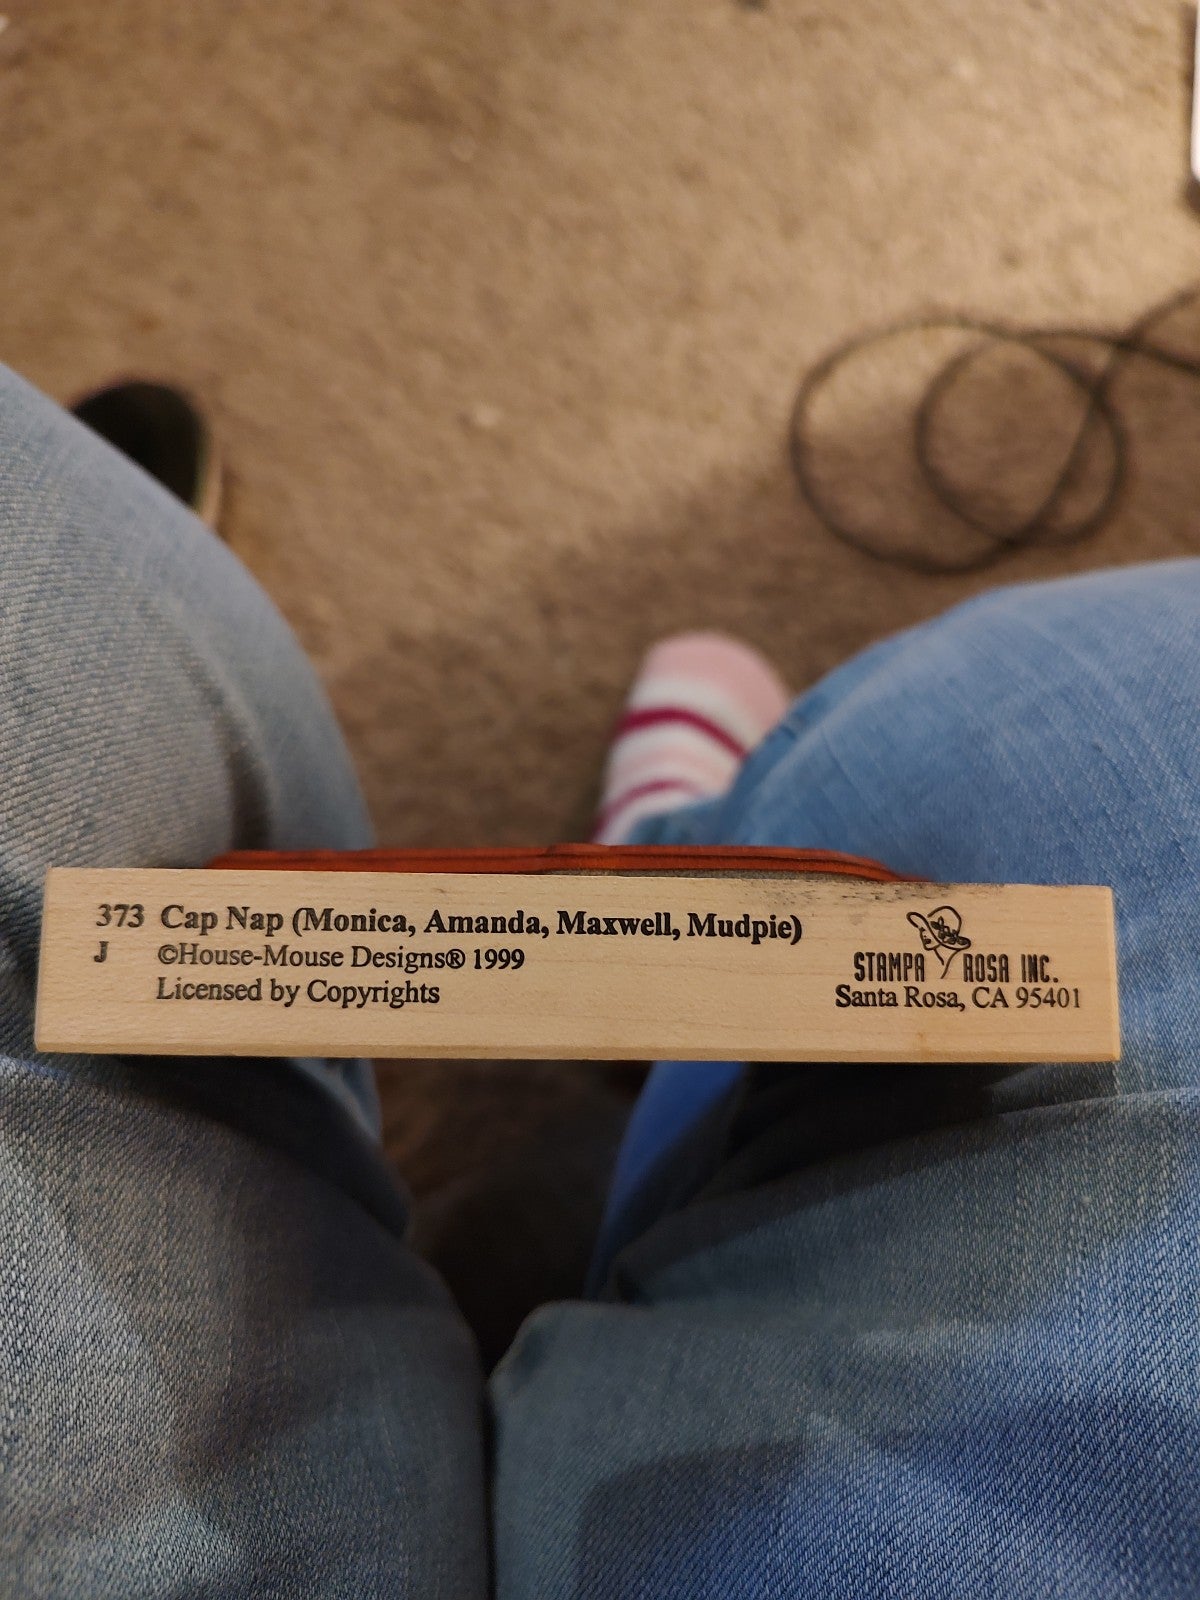 373 Cap Nap (Monica, Amanda, Maxwell, Mudpie)
J ©House-Mouse Designs® 1999
Licensed by Copyrights
STAMPA ROSA INC.
Santa Rosa, CA 95401